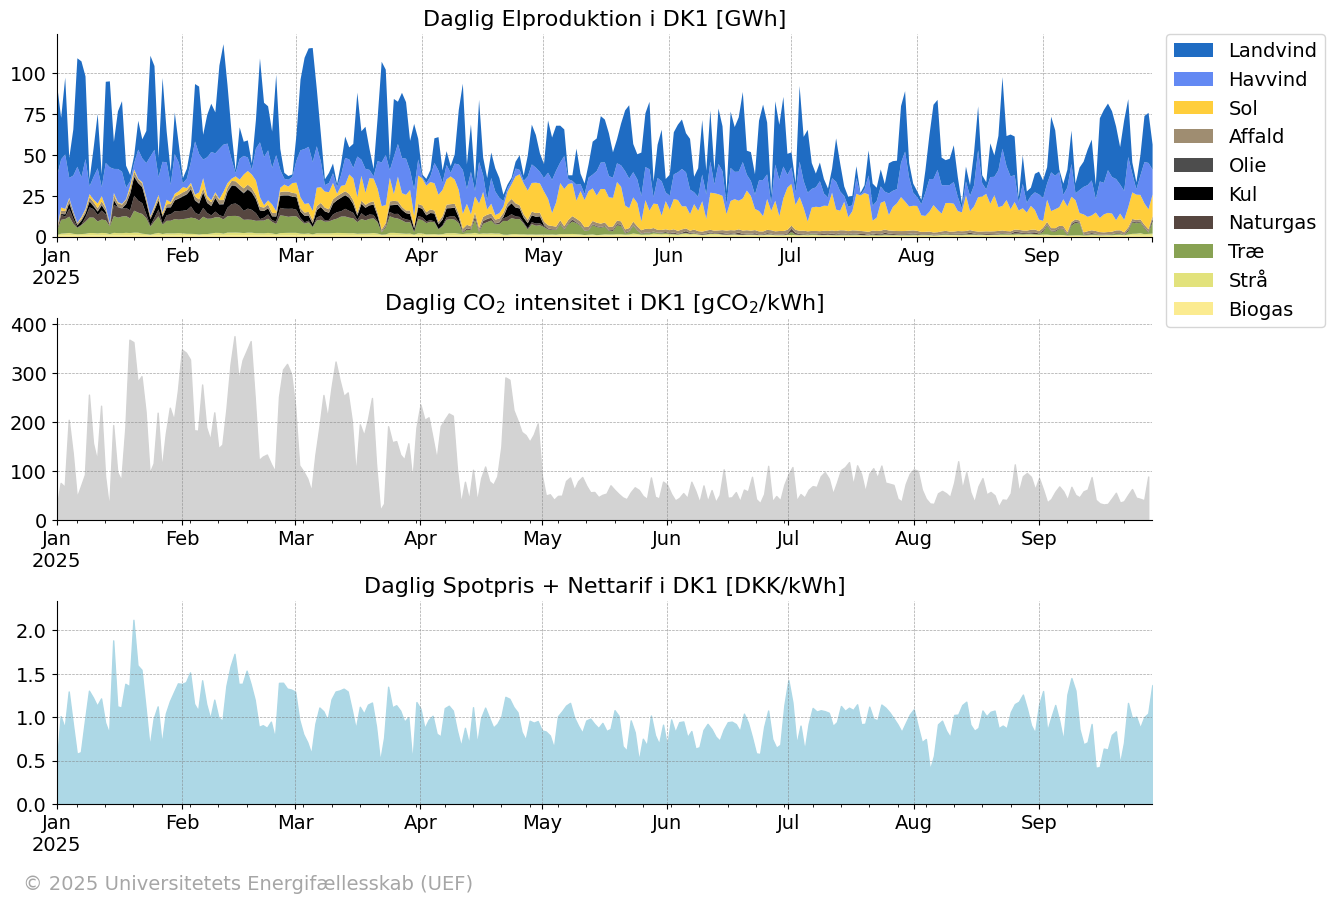 Daglig Elproduktion i DK1 [GWh]
100
75
50
25
0
Jan Feb Mar Apr May Jun Jul Aug Sep
2025
Landvind
Havvind
Sol
Affald
Olie
Kul
Naturgas
Træ
Strå
Biogas
Daglig CO₂ intensitet i DK1 [gCO₂/kWh]
400
300
200
100
0
Jan Feb Mar Apr May Jun Jul Aug Sep
2025
Daglig Spotpris + Nettarif i DK1 [DKK/kWh]
2.0
1.5
1.0
0.5
0.0
Jan Feb Mar Apr May Jun Jul Aug Sep
2025
© 2025 Universitetets Energifællesskab (UEF)